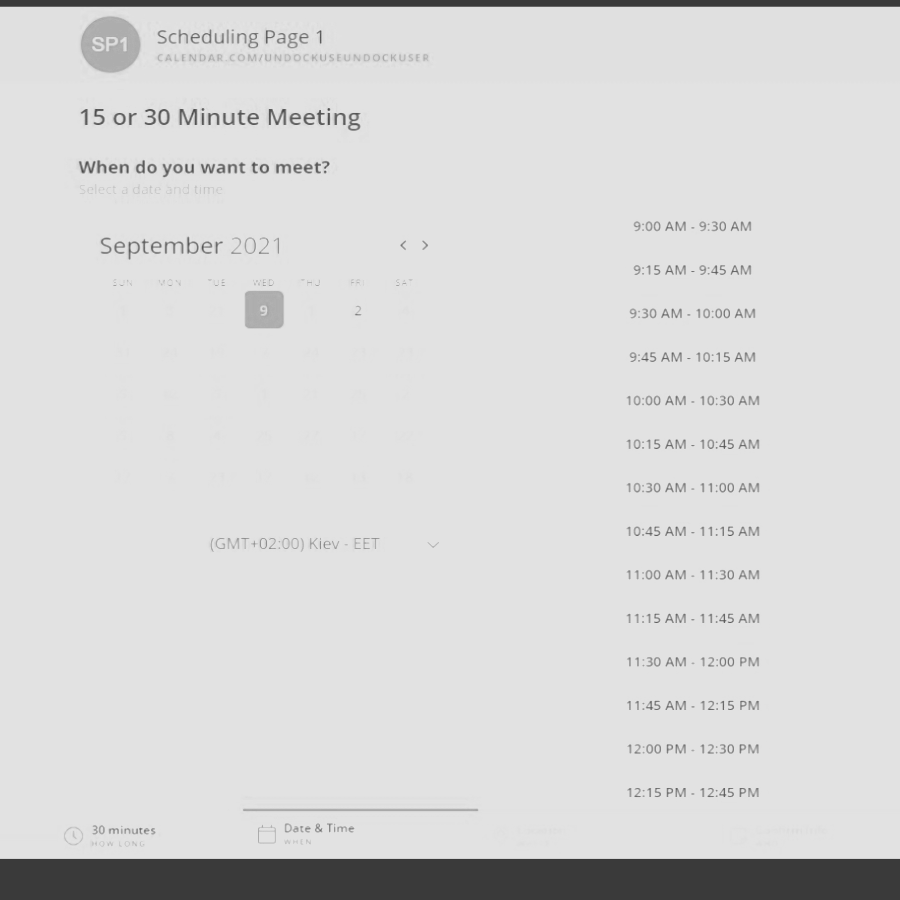 SP1
Scheduling Page 1
CALENDAR.COM/UNDOCKUSEUNDOCKUSER
15 or 30 Minute Meeting
When do you want to meet?
Select a date and time
September 2021
< >
SUN MON TUE WED THU FRI SAT
9 2
(GMT+02:00) Kiev - EET
9:00 AM - 9:30 AM
9:15 AM - 9:45 AM
9:30 AM - 10:00 AM
9:45 AM - 10:15 AM
10:00 AM - 10:30 AM
10:15 AM - 10:45 AM
10:30 AM - 11:00 AM
10:45 AM - 11:15 AM
11:00 AM - 11:30 AM
11:15 AM - 11:45 AM
11:30 AM - 12:00 PM
11:45 AM - 12:15 PM
12:00 PM - 12:30 PM
12:15 PM - 12:45 PM
30 minutes
HOW LONG
Date & Time
WHEN